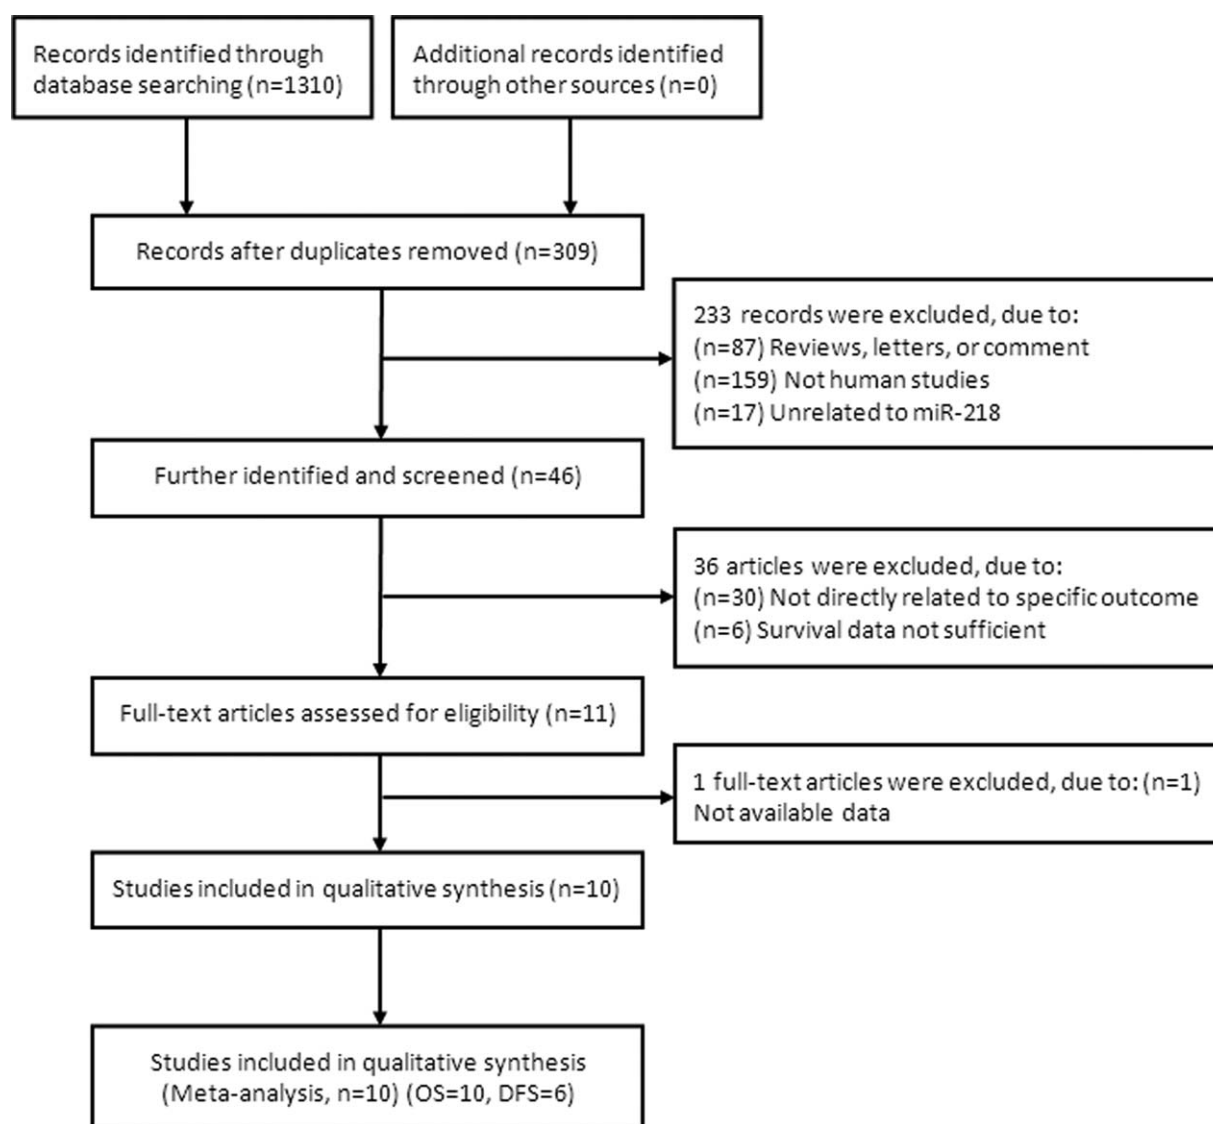 Records identified through
database searching (n=1310)
Additional records identified
through other sources (n=0)
Records after duplicates removed (n=309)
233 records were excluded, due to:
(n=87) Reviews, letters, or comment
(n=159) Not human studies
(n=17) Unrelated to miR-218
Further identified and screened (n=46)
36 articles were excluded, due to:
(n=30) Not directly related to specific outcome
(n=6) Survival data not sufficient
Full-text articles assessed for eligibility (n=11)
1 full-text articles were excluded, due to: (n=1)
Not available data
Studies included in qualitative synthesis (n=10)
Studies included in qualitative synthesis
(Meta-analysis, n=10) (OS=10, DFS=6)